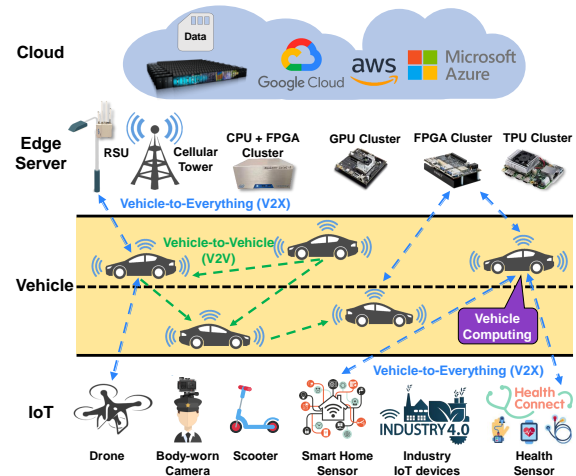 Cloud
Data
Google Cloud
aws
Microsoft
Azure
Edge
Server
RSU
Cellular
Tower
CPU + FPGA
Cluster
GPU Cluster
FPGA Cluster
TPU Cluster
Vehicle-to-Everything (V2X)
Vehicle-to-Vehicle
(V2V)
Vehicle
Vehicle
Computing
Vehicle-to-Everything (V2X)
IoT
INDUSTRY 4.0
Health
Connect
Drone
Body-worn
Camera
Scooter
Smart Home
Sensor
Industry
IoT devices
Health
Sensor